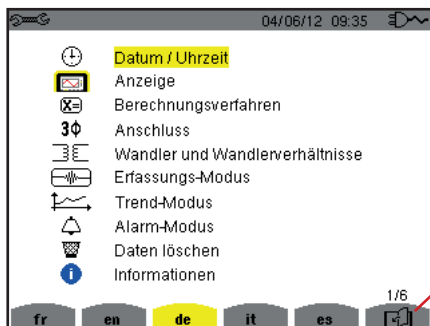 04/06/12 09:35
Datum / Uhrzeit
Anzeige
X= Berechnungsverfahren
3ϕ Anschluss
Wandler und Wandlerverhältnisse
Erfassungs-Modus
Trend-Modus
Alarm-Modus
Daten löschen
i Informationen
1/6
fr en de it es